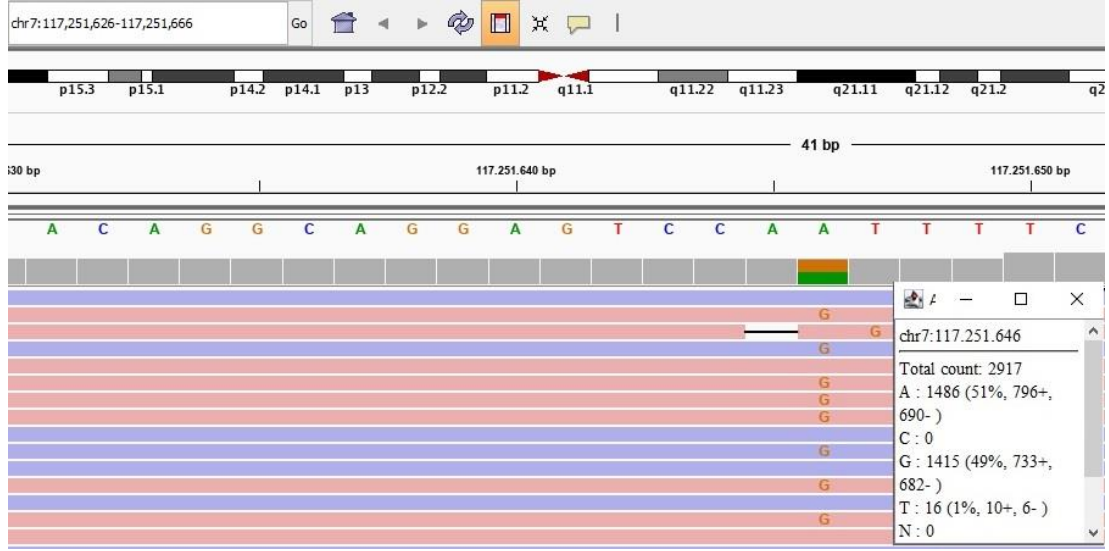 chr7:117,251,626-117,251,666 Go
p15.3 p15.1 p14.2 p14.1 p13 p12.2 p11.2 q11.1 q11.22 q11.23 q21.11 q21.12 q21.2 q2
41 bp
30 bp 117.251.640 bp 117.251.650 bp
A C A G G C A G G A G T C C A A T T T T C
G
G
G
G
G
G
G
G
G
chr7:117.251.646
Total count: 2917
A : 1486 (51%, 796+,
690- )
C : 0
G : 1415 (49%, 733+,
682- )
T : 16 (1%, 10+, 6- )
N : 0